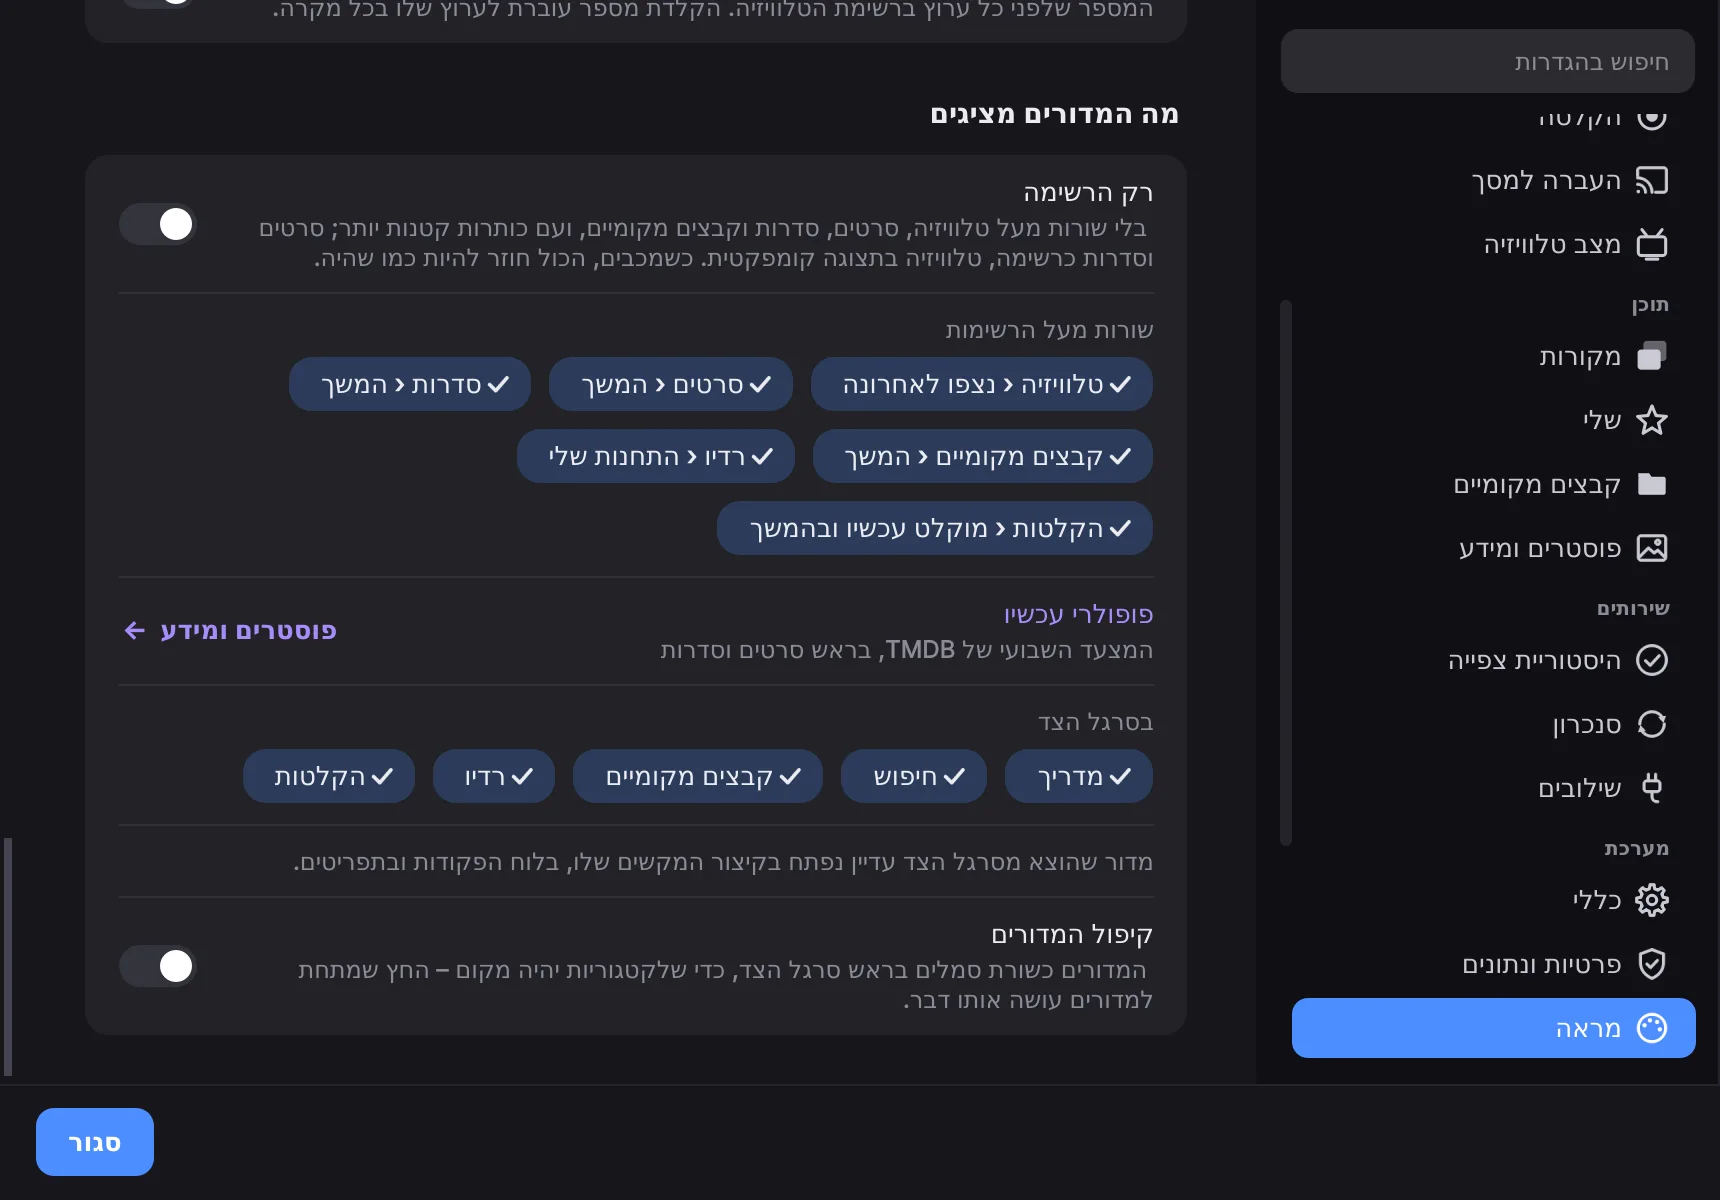 חיפוש בהגדרות
הקלטה
העברה למסך
מצב טלוויזיה
תוכן
מקורות
שלי
קבצים מקומיים
פוסטרים ומידע
שירותים
היסטוריית צפייה
סנכרון
שילובים
מערכת
כללי
פרטיות ונתונים
מראה
המספר שלפני כל ערוץ ברשימת הטלוויזיה. הקלדת מספר עוברת לערוץ שלו בכל מקרה.
מה המדורים מציגים
רק הרשימה
בלי שורות מעל טלוויזיה, סרטים, סדרות וקבצים מקומיים, ועם כותרות קטנות יותר; סרטים
וסדרות כרשימה, טלוויזיה בתצוגה קומפקטית. כשמכבים, הכול חוזר להיות כמו שהיה.
שורות מעל הרשימות
טלוויזיה › נצפו לאחרונה
סרטים › המשך
סדרות › המשך
קבצים מקומיים › המשך
רדיו › התחנות שלי
הקלטות › מוקלט עכשיו ובהמשך
פופולרי עכשיו
המצעד השבועי של TMDB, בראש סרטים וסדרות
פוסטרים ומידע ←
בסרגל הצד
מדריך
חיפוש
קבצים מקומיים
רדיו
הקלטות
מדור שהוצא מסרגל הצד עדיין נפתח בקיצור המקשים שלו, בלוח הפקודות ובתפריטים.
קיפול המדורים
המדורים כשורת סמלים בראש סרגל הצד, כדי שלקטגוריות יהיה מקום – החץ שמתחת
למדורים עושה אותו דבר.
סגור